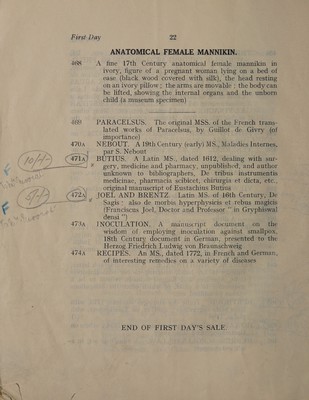 First Day 22
ANATOMICAL FEMALE MANNIKIN.
468 A fine 17th Century anatomical female mannikin in
ivory, figure of a pregnant woman lying on a bed of
ease (black wood covered with silk), the head resting
on an ivory pillow ; the arms are movable : the body can
be lifted, showing the internal organs and the unborn
child (a museum specimen)
469 PARACELSUS. The original MSS. of the French trans-
lated works of Paracelsus, by Guillot de Givry (of
importance)
470A NEBOUT. A 19th Century (early) MS., Maladies Internes,
par S. Nebout
471A BUTIUS. A Latin MS., dated 1612, dealing with sur-
gery, medicine and pharmacy, unpublished, and author
unknown to bibliographers, De tribus instrumentis
medicinae, pharmacia scibicet, chirurgia et dicta, etc.,
original manuscript of Eustachius Butius
472A JOEL AND BRENTZ. Latin MS. of 16th Century, De
Sagis : also de morbus hyperphysicis et rebus magicis
(Franciscus Joel, Doctor and Professor " in Gryphiswal
densi ")
473A INOCULATION. A manuscript document on the
wisdom of employing inoculation against smallpox,
18th Century document in German, presented to the
Herzog Friedrich Ludwig von Braunschweig
474A RECIPES. An MS., dated 1772, in French and German,
of interesting remedies on a variety of diseases
END OF FIRST DAY'S SALE.